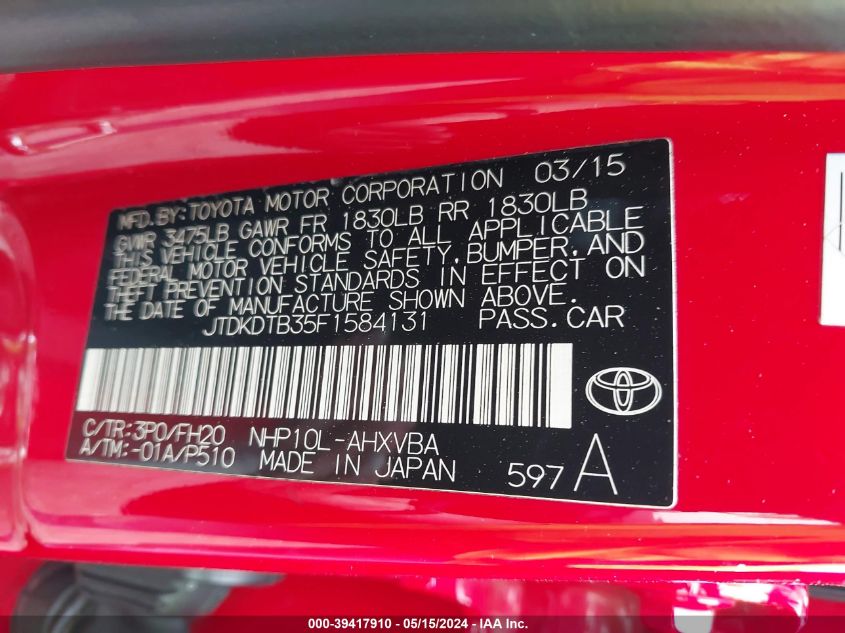 MFD.BY:TOYOTA MOTOR CORPORATION 03/15
GVWR 3475LB GAWR FR 1830LB RR 1830LB
THIS VEHICLE CONFORMS TO ALL APPLICABLE
FEDERAL MOTOR VEHICLE SAFETY,BUMPER,AND
THEFT PREVENTION STANDARDS IN EFFECT ON
THE DATE OF MANUFACTURE SHOWN ABOVE.
JTDKDTB35F1584131 PASS.CAR
C/TR:3P0/FH20 NHP10L-AHXVBA
A/TM:-01A/P510 MADE IN JAPAN 597 A
000-39417910 - 05/15/2024 - IAA Inc.